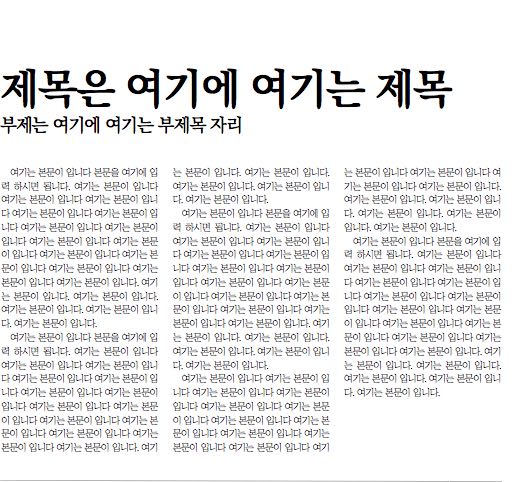 제목은 여기에 여기는 제목
부제는 여기에 여기는 부제목 자리
여기는 본문이 입니다 본문을 여기에 입
력 하시면 됩니다. 여기는 본문이 입니다
여기는 본문이 입니다 여기는 본문이 입니
다 여기는 본문이 입니다 여기는 본문이 입
니다 여기는 본문이 입니다 여기는 본문이
입니다 여기는 본문이 입니다 여기는 본문
이 입니다 여기는 본문이 입니다 여기는 본
문이 입니다 여기는 본문이 입니다 여기는
본문이 입니다 여기는 본문이 입니다. 여기
는 본문이 입니다. 여기는 본문이 입니다.
여기는 본문이 입니다. 여기는 본문이 입니
다. 여기는 본문이 입니다.
여기는 본문이 입니다 본문을 여기에 입
력 하시면 됩니다. 여기는 본문이 입니다
여기는 본문이 입니다 여기는 본문이 입니
다 여기는 본문이 입니다 여기는 본문이 입
니다 여기는 본문이 입니다 여기는 본문이
입니다 여기는 본문이 입니다 여기는 본문
이 입니다 여기는 본문이 입니다 여기는 본
문이 입니다 여기는 본문이 입니다 여기는
본문이 입니다 여기는 본문이 입니다. 여기
는 본문이 입니다. 여기는 본문이 입니다.
여기는 본문이 입니다. 여기는 본문이 입니
다. 여기는 본문이 입니다.
여기는 본문이 입니다 본문을 여기에 입
력 하시면 됩니다. 여기는 본문이 입니다
여기는 본문이 입니다 여기는 본문이 입니
다 여기는 본문이 입니다 여기는 본문이 입
니다 여기는 본문이 입니다 여기는 본문이
입니다 여기는 본문이 입니다 여기는 본문
이 입니다 여기는 본문이 입니다 여기는 본
문이 입니다 여기는 본문이 입니다 여기는
본문이 입니다 여기는 본문이 입니다. 여기
는 본문이 입니다. 여기는 본문이 입니다.
여기는 본문이 입니다. 여기는 본문이 입니
다. 여기는 본문이 입니다.
여기는 본문이 입니다 여기는 본문이 입
니다 여기는 본문이 입니다 여기는 본문이
입니다 여기는 본문이 입니다 여기는 본문
이 입니다 여기는 본문이 입니다 여기는 본
문이 입니다 여기는 본문이 입니다 여기는
본문이 입니다 여기는 본문이 입니다 여기
는 본문이 입니다 여기는 본문이 입니다 여
기는 본문이 입니다 여기는 본문이 입니다.
여기는 본문이 입니다. 여기는 본문이 입니
다. 여기는 본문이 입니다. 여기는 본문이
입니다. 여기는 본문이 입니다.
여기는 본문이 입니다 본문을 여기에 입
력 하시면 됩니다. 여기는 본문이 입니다
여기는 본문이 입니다 여기는 본문이 입니
다 여기는 본문이 입니다 여기는 본문이 입
니다 여기는 본문이 입니다 여기는 본문이
입니다 여기는 본문이 입니다 여기는 본문
이 입니다 여기는 본문이 입니다 여기는 본
문이 입니다 여기는 본문이 입니다 여기는
본문이 입니다 여기는 본문이 입니다. 여기
는 본문이 입니다. 여기는 본문이 입니다.
여기는 본문이 입니다. 여기는 본문이 입니
다. 여기는 본문이 입니다.